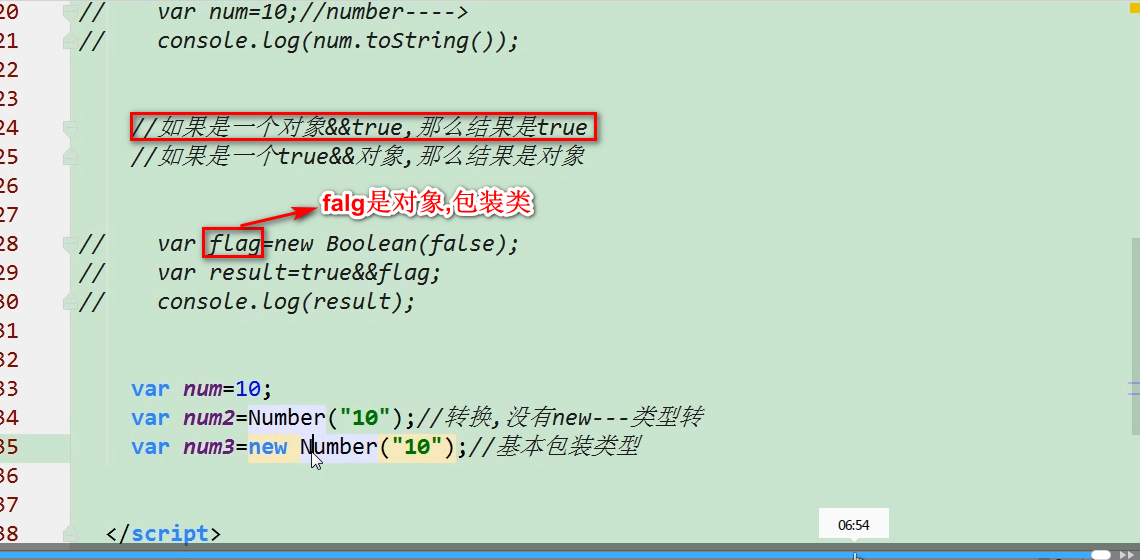 20 //    var num=10;//number---->
21 //    console.log(num.toString());
22
23
24 //如果是一个对象&&true,那么结果是true
25 //如果是一个true&&对象,那么结果是对象
26
falg是对象,包装类
27
28 //    var flag=new Boolean(false);
29 //    var result=true&&flag;
30 //    console.log(result);
31
32
33 var num=10;
34 var num2=Number("10");//转换,没有new---类型转
35 var num3=new Number("10");//基本包装类型
36
37
38 </script>
06:54